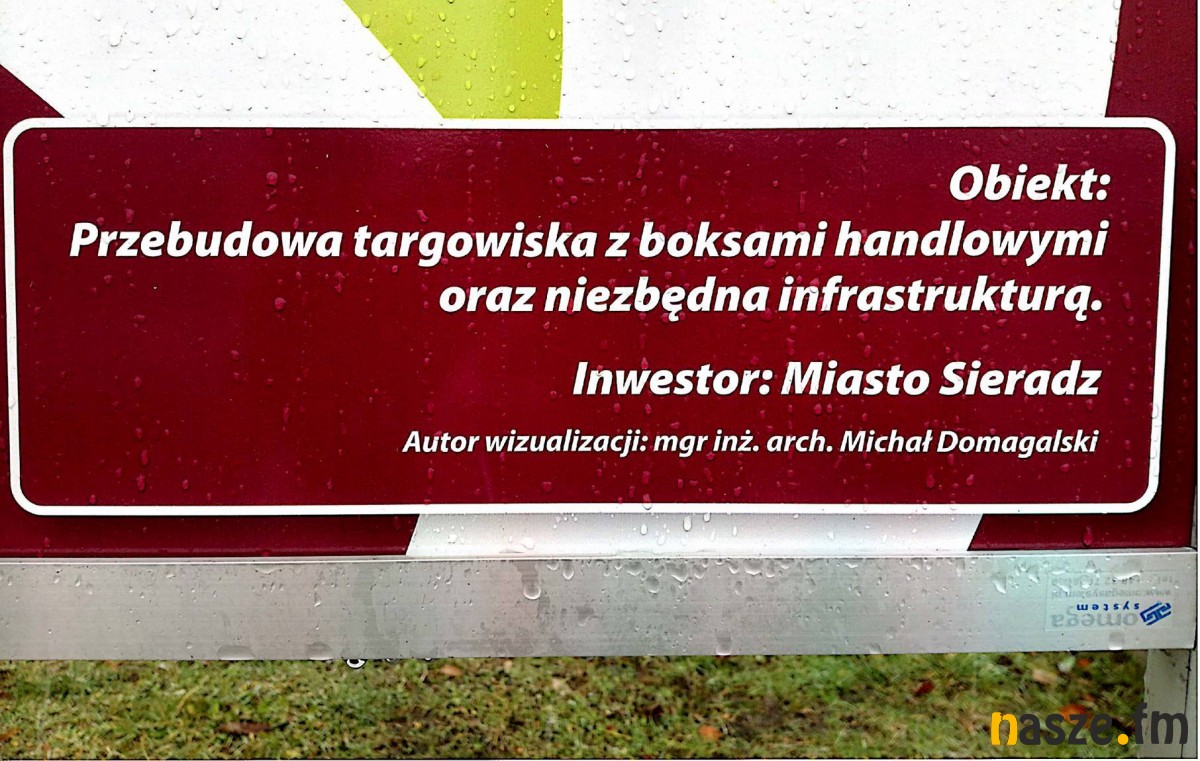 Obiekt:
Przebudowa targowiska z boksami handlowymi
oraz niezbędna infrastrukturą.
Inwestor: Miasto Sieradz
Autor wizualizacji: mgr inż. arch. Michał Domagalski
omega
system
nasze.fm